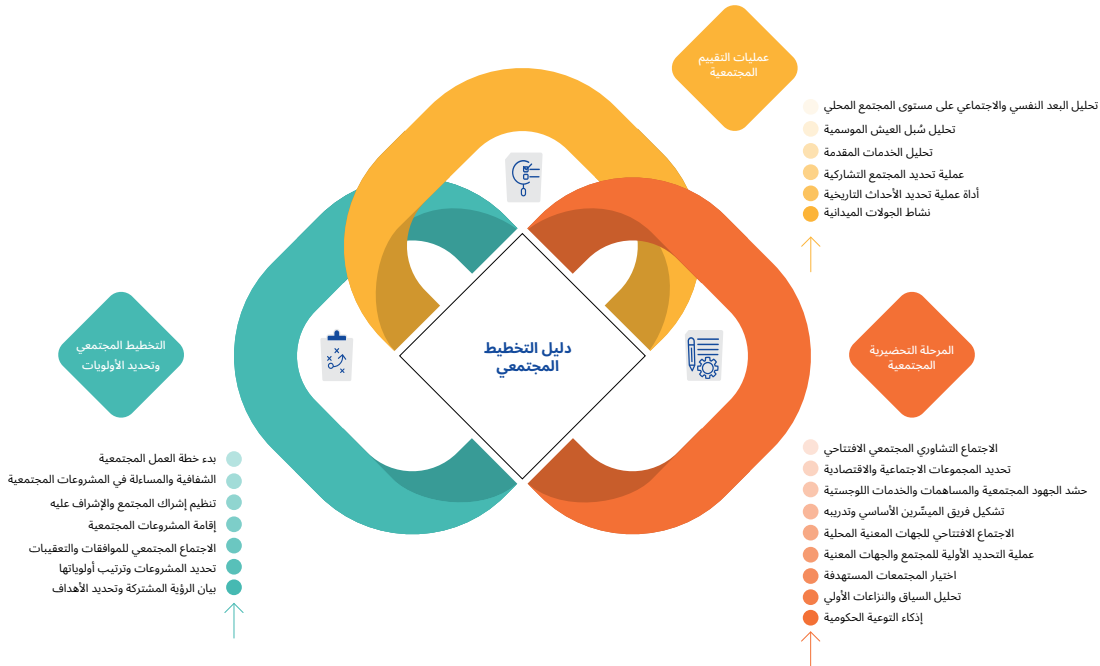 عمليات التقييم
المجتمعية
تحليل البعد النفسي والاجتماعي على مستوى المجتمع المحلي
تحليل سُبل العيش الموسمية
تحليل الخدمات المقدمة
عملية تحديد المجتمع التشاركية
أداة عملية تحديد الأحداث التاريخية
نشاط الجولات الميدانية
المرحلة التحضيرية
المجتمعية
الاجتماع التشاوري المجتمعي الافتتاحي
تحديد المجموعات الاجتماعية والاقتصادية
حشد الجهود المجتمعية والمساهمات والخدمات اللوجستية
تشكيل فريق الميسِّرين الأساسي وتدريبه
الاجتماع الافتتاحي للجهات المعنية المحلية
عملية التحديد الأولية للمجتمع والجهات المعنية
اختيار المجتمعات المستهدفة
تحليل السياق والنزاعات الأولي
إذكاء التوعية الحكومية
دليل التخطيط
المجتمعي
التخطيط المجتمعي
وتحديد الأولويات
بدء خطة العمل المجتمعية
الشفافية والمساءلة في المشروعات المجتمعية
تنظيم إشراك المجتمع والإشراف عليه
إقامة المشروعات المجتمعية
الاجتماع المجتمعي للموافقات والتعقيبات
تحديد المشروعات وترتيب أولوياتها
بيان الرؤية المشتركة وتحديد الأهداف